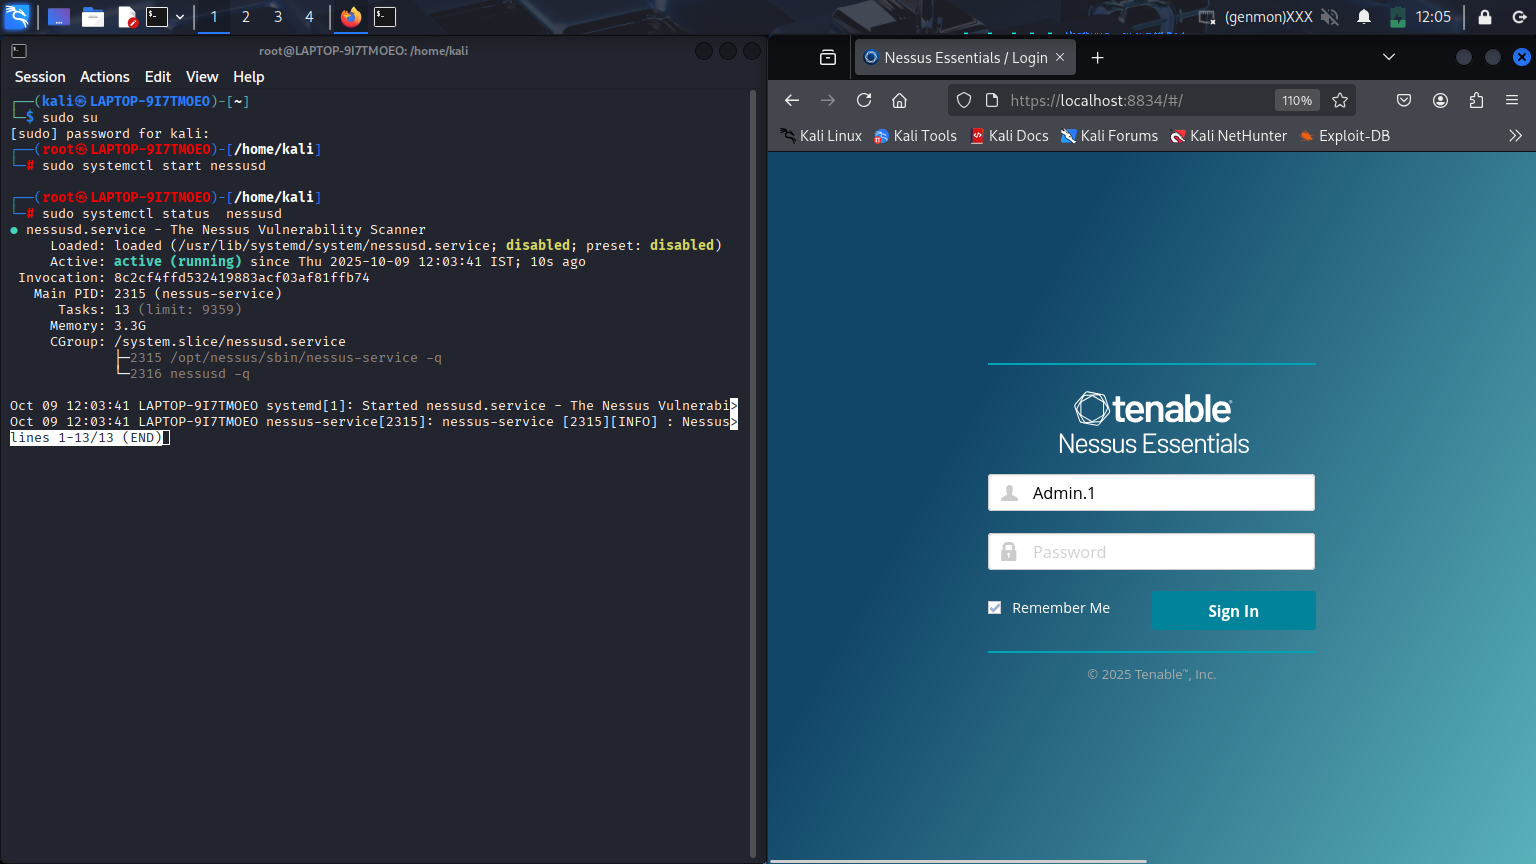 1 2 3 4 (genmon)XXX 12:05
root@LAPTOP-9I7TMOEO: /home/kali
Session Actions Edit View Help
┌──(kali㉿LAPTOP-9I7TMOEO)-[~]
└─$ sudo su
[sudo] password for kali:
┌──(root㉿LAPTOP-9I7TMOEO)-[/home/kali]
└─# sudo systemctl start nessusd
┌──(root㉿LAPTOP-9I7TMOEO)-[/home/kali]
└─# sudo systemctl status  nessusd
● nessusd.service - The Nessus Vulnerability Scanner
Loaded: loaded (/usr/lib/systemd/system/nessusd.service; disabled; preset: disabled)
Active: active (running) since Thu 2025-10-09 12:03:41 IST; 10s ago
Invocation: 8c2cf4ffd532419883acf03af81ffb74
Main PID: 2315 (nessus-service)
Tasks: 13 (limit: 9359)
Memory: 3.3G
CGroup: /system.slice/nessusd.service
├─2315 /opt/nessus/sbin/nessus-service -q
└─2316 nessusd -q
Oct 09 12:03:41 LAPTOP-9I7TMOEO systemd[1]: Started nessusd.service - The Nessus Vulnerabi>
Oct 09 12:03:41 LAPTOP-9I7TMOEO nessus-service[2315]: nessus-service [2315][INFO] : Nessus>
lines 1-13/13 (END)
Nessus Essentials / Login
https://localhost:8834/#/ 110%
Kali Linux Kali Tools Kali Docs Kali Forums Kali NetHunter Exploit-DB
tenable
Nessus Essentials
Admin.1
Password
Remember Me Sign In
© 2025 Tenable™, Inc.